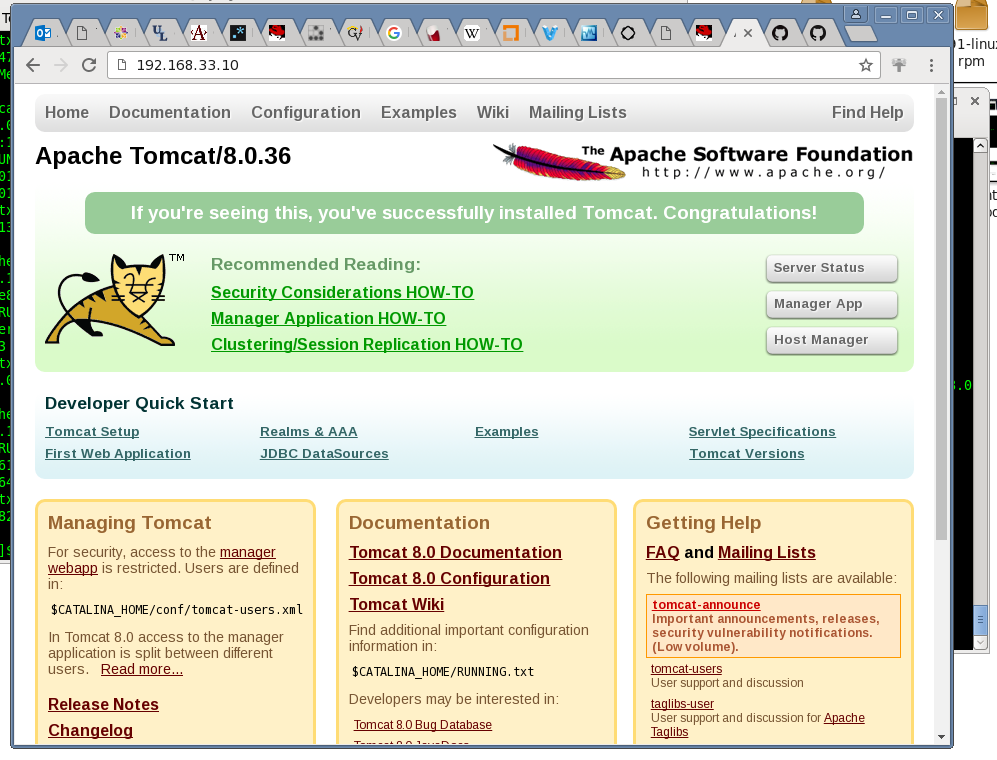 192.168.33.10
Home Documentation Configuration Examples Wiki Mailing Lists Find Help
Apache Tomcat/8.0.36
The Apache Software Foundation
http://www.apache.org/
If you're seeing this, you've successfully installed Tomcat. Congratulations!
TM
Recommended Reading:
Security Considerations HOW-TO
Manager Application HOW-TO
Clustering/Session Replication HOW-TO
Server Status
Manager App
Host Manager
Developer Quick Start
Tomcat Setup
First Web Application
Realms & AAA
JDBC DataSources
Examples
Servlet Specifications
Tomcat Versions
Managing Tomcat
For security, access to the manager
webapp is restricted. Users are defined
in:
$CATALINA_HOME/conf/tomcat-users.xml
In Tomcat 8.0 access to the manager
application is split between different
users. Read more...
Release Notes
Changelog
Documentation
Tomcat 8.0 Documentation
Tomcat 8.0 Configuration
Tomcat Wiki
Find additional important configuration
information in:
$CATALINA_HOME/RUNNING.txt
Developers may be interested in:
Tomcat 8.0 Bug Database
Tomcat 8.0 JavaDocs
Getting Help
FAQ and Mailing Lists
The following mailing lists are available:
tomcat-announce
Important announcements, releases,
security vulnerability notifications.
(Low volume).
tomcat-users
User support and discussion
taglibs-user
User support and discussion for Apache
Taglibs
rpm